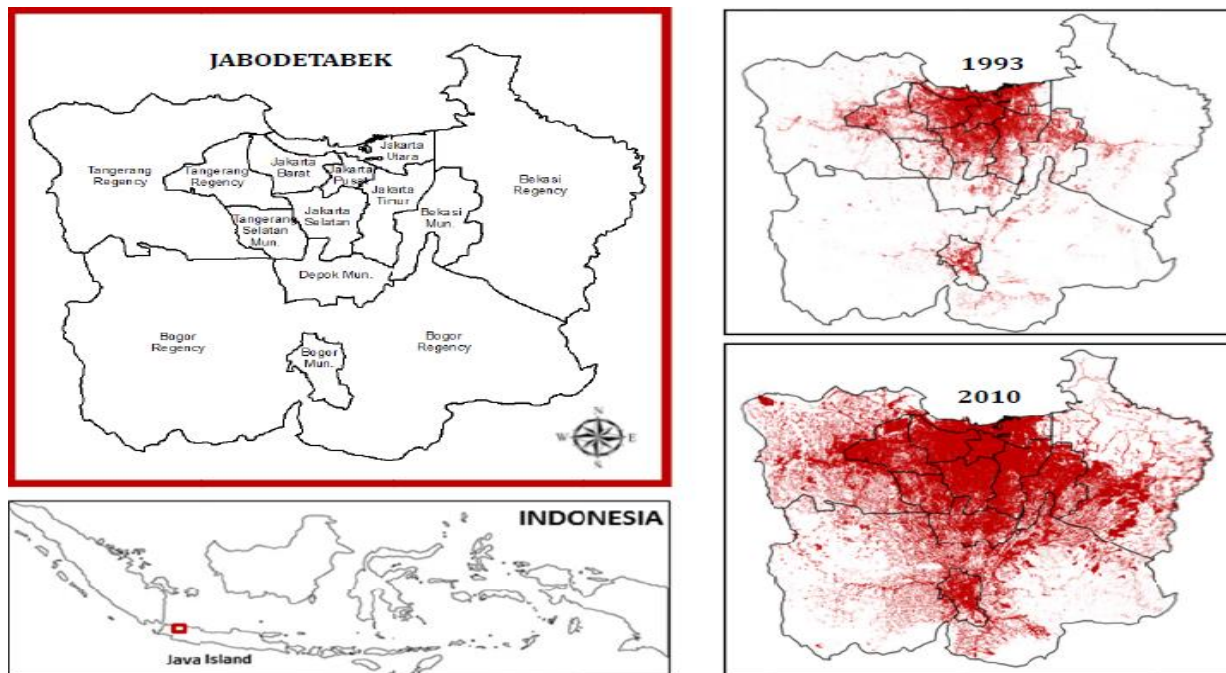 JABODETABEK
Tangerang
Regency
Tangerang
Regency
Jakarta
Barat
Jakarta
Pusat
Jakarta
Utara
Jakarta
Timur
Jakarta
Selatan
Tangerang
Selatan
Mun.
Bekasi
Mun.
Bekasi
Regency
Depok Mun.
Bogor
Regency
Bogor
Mun.
Bogor
Regency
N
W
E
S
INDONESIA
Java Island
1993
2010